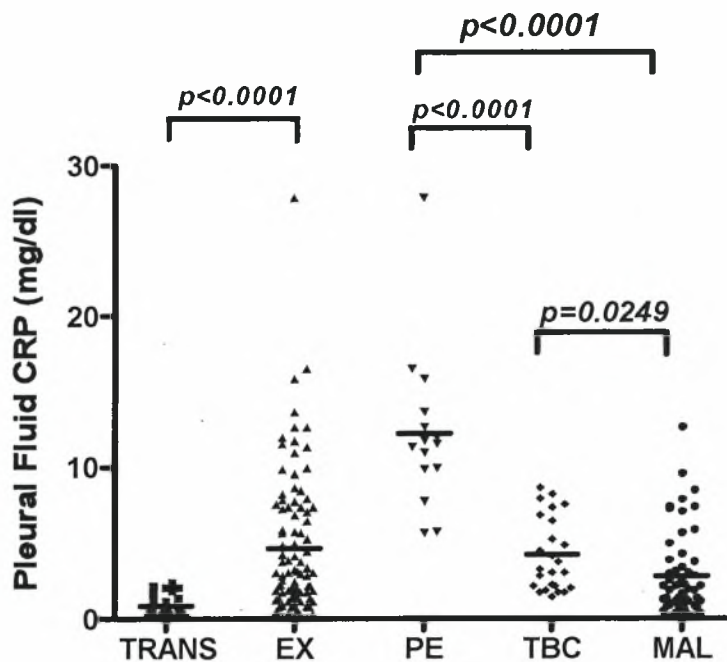 p<0.0001
p<0.0001
p<0.0001
30
Pleural Fluid CRP (mg/dl)
20
p=0.0249
10
0
TRANS EX PE TBC MAL